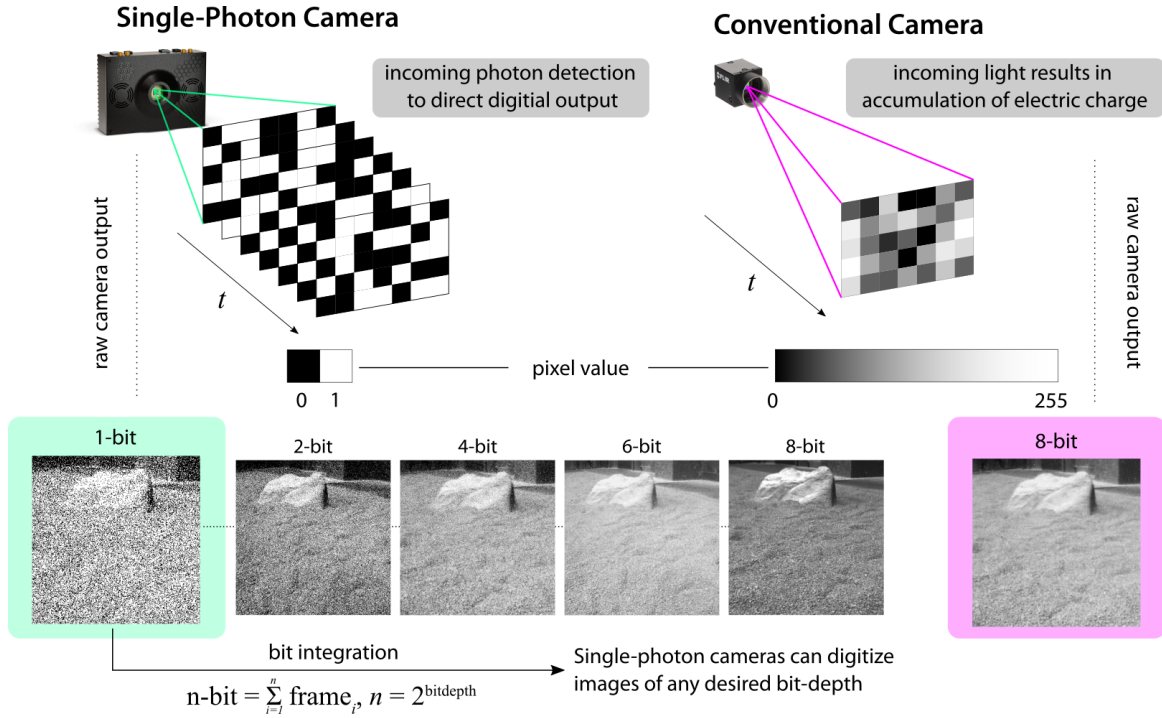 Single-Photon Camera
incoming photon detection
to direct digitial output
raw camera output
t
Conventional Camera
incoming light results in
accumulation of electric charge
raw camera output
t
0 1
pixel value
0 255
1-bit
2-bit
4-bit
6-bit
8-bit
8-bit
bit integration
n-bit = Σⁿᵢ₌₁ frameᵢ, n = 2^bitdepth
Single-photon cameras can digitize
images of any desired bit-depth